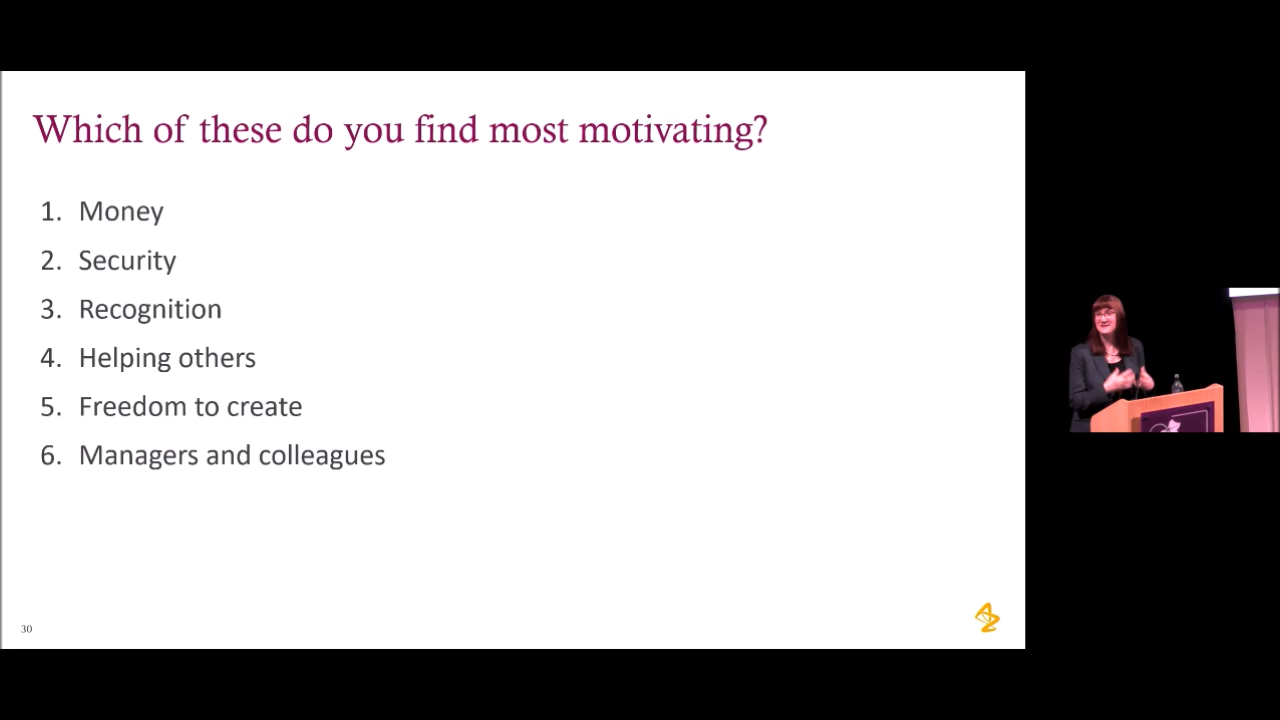 Which of these do you find most motivating?
1. Money
2. Security
3. Recognition
4. Helping others
5. Freedom to create
6. Managers and colleagues
30